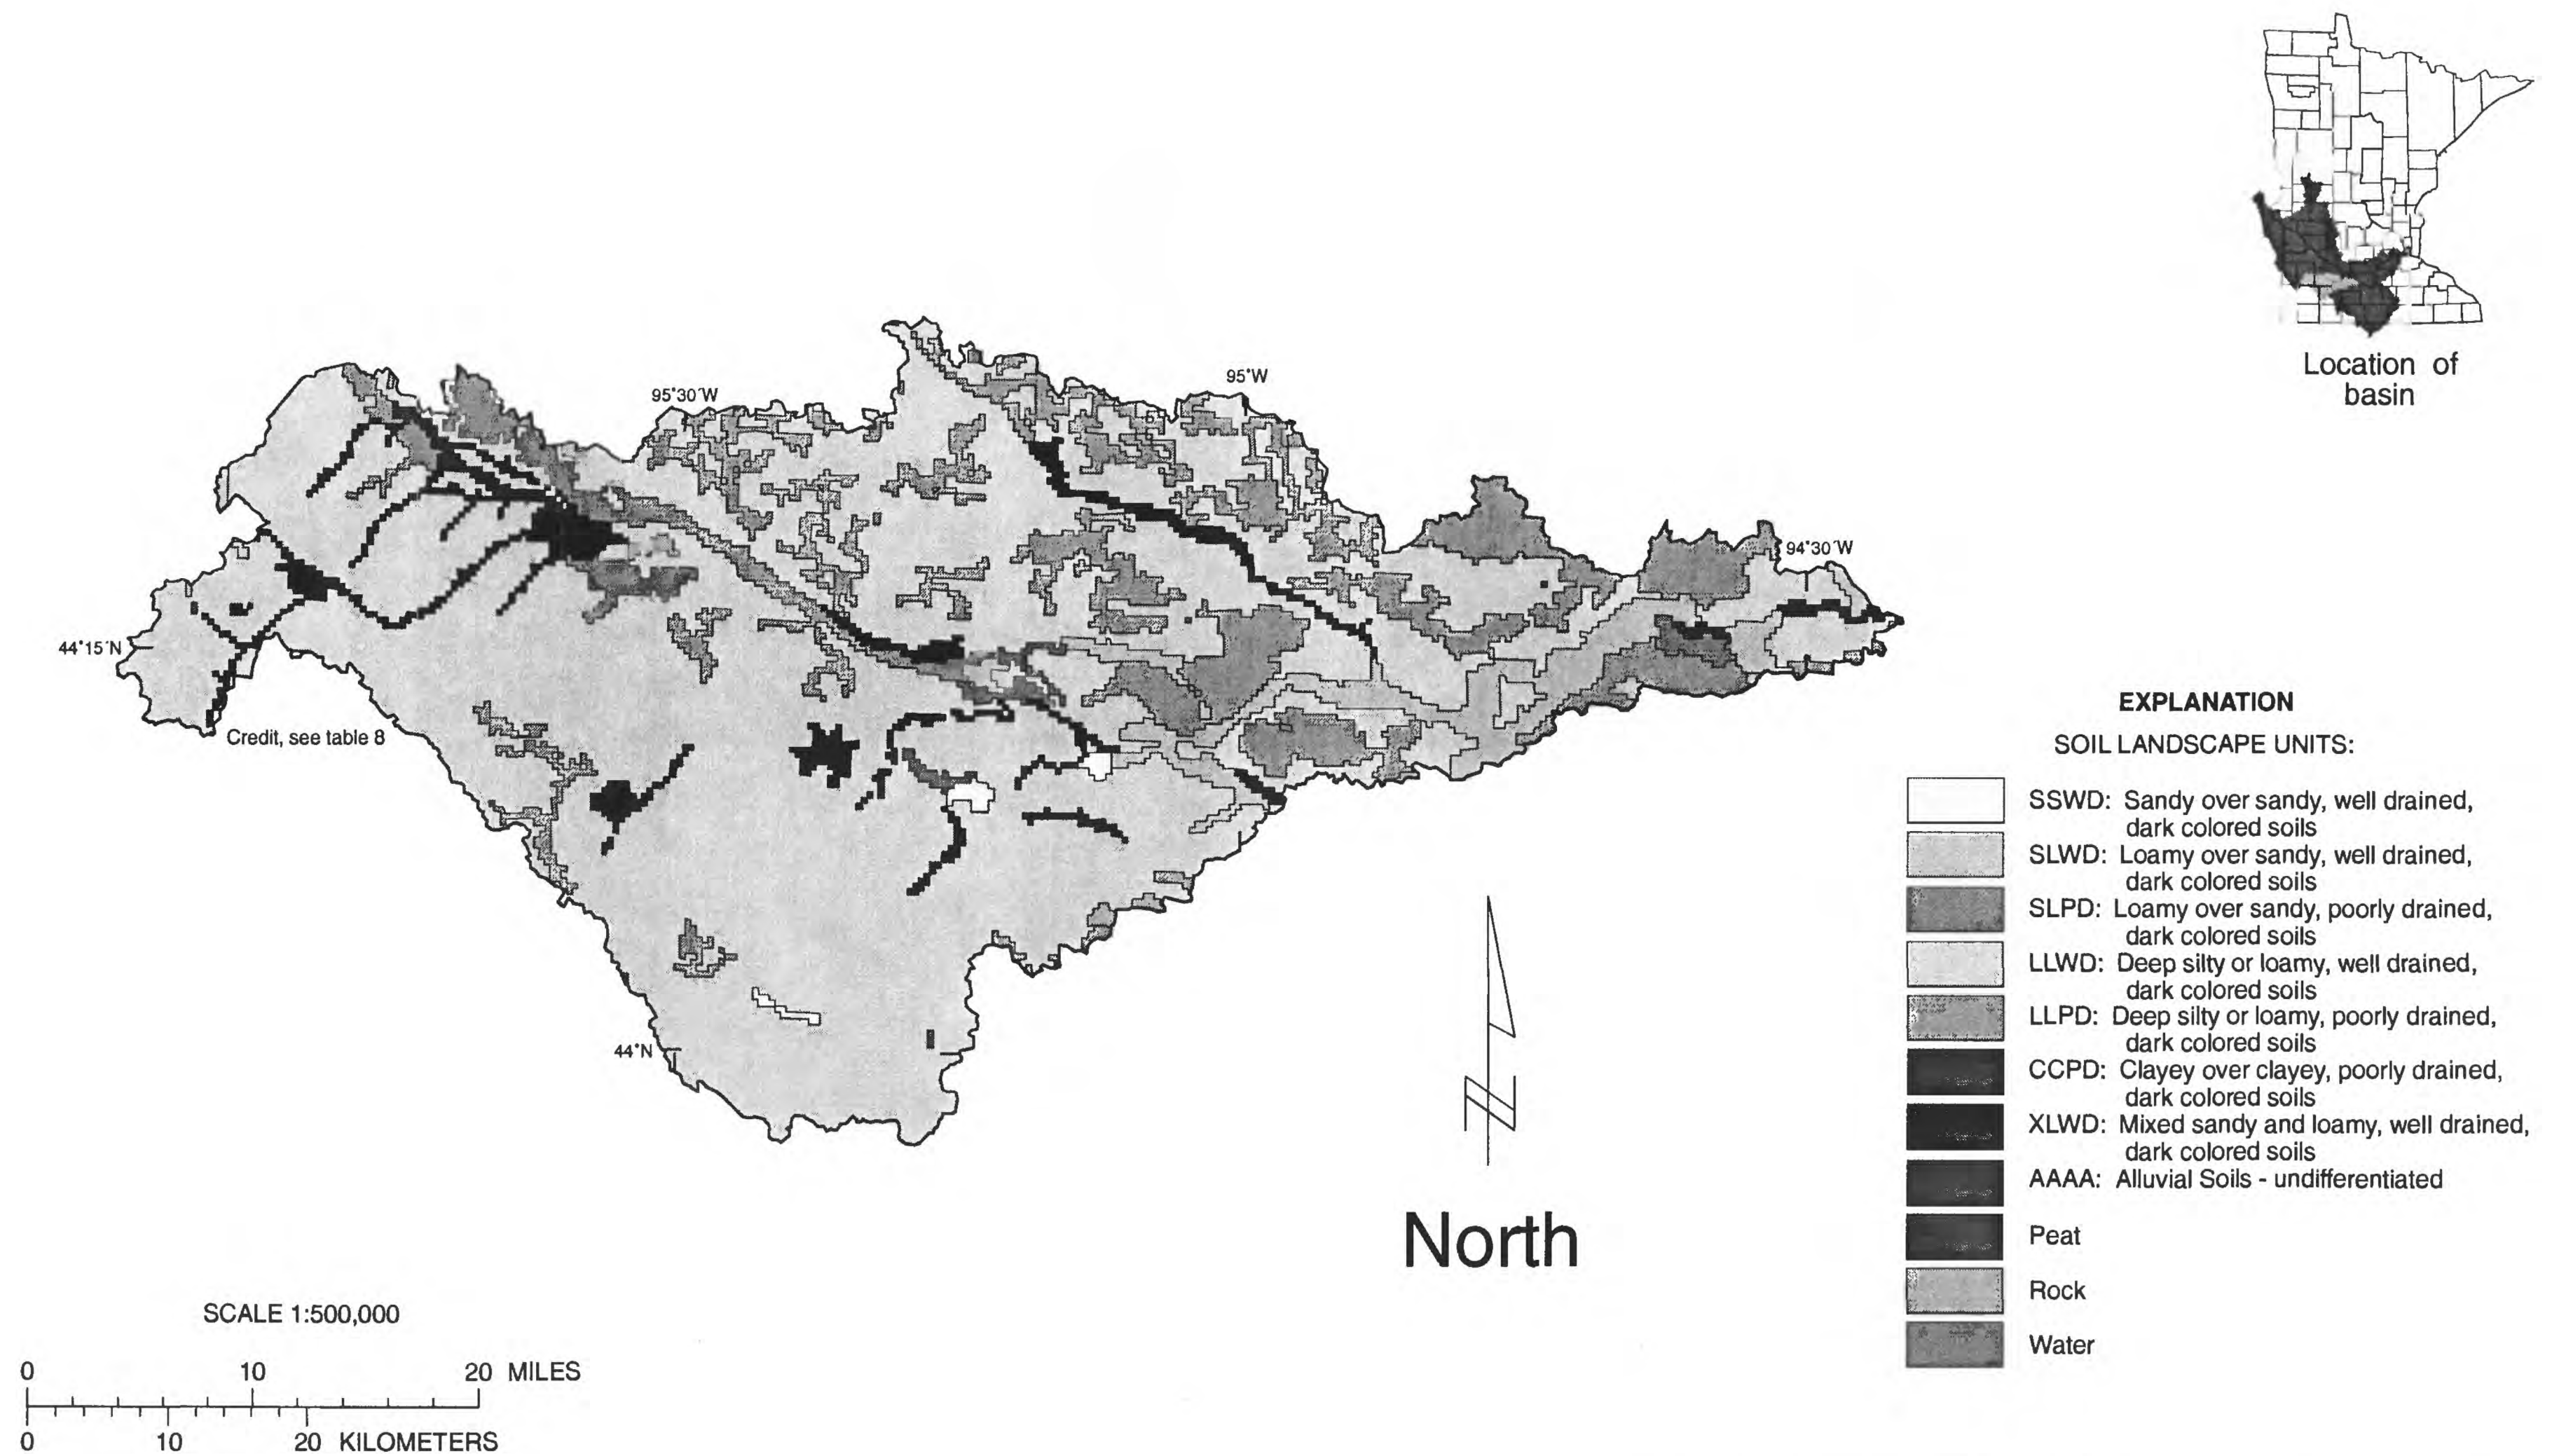 Location of
basin
95°30´W
95°W
94°30´W
44°15´N
Credit, see table 8
44°N
North
EXPLANATION
SOIL LANDSCAPE UNITS:
SSWD: Sandy over sandy, well drained,
dark colored soils
SLWD: Loamy over sandy, well drained,
dark colored soils
SLPD: Loamy over sandy, poorly drained,
dark colored soils
LLWD: Deep silty or loamy, well drained,
dark colored soils
LLPD: Deep silty or loamy, poorly drained,
dark colored soils
CCPD: Clayey over clayey, poorly drained,
dark colored soils
XLWD: Mixed sandy and loamy, well drained,
dark colored soils
AAAA: Alluvial Soils - undifferentiated
Peat
Rock
Water
SCALE 1:500,000
0 10 20 MILES
0 10 20 KILOMETERS